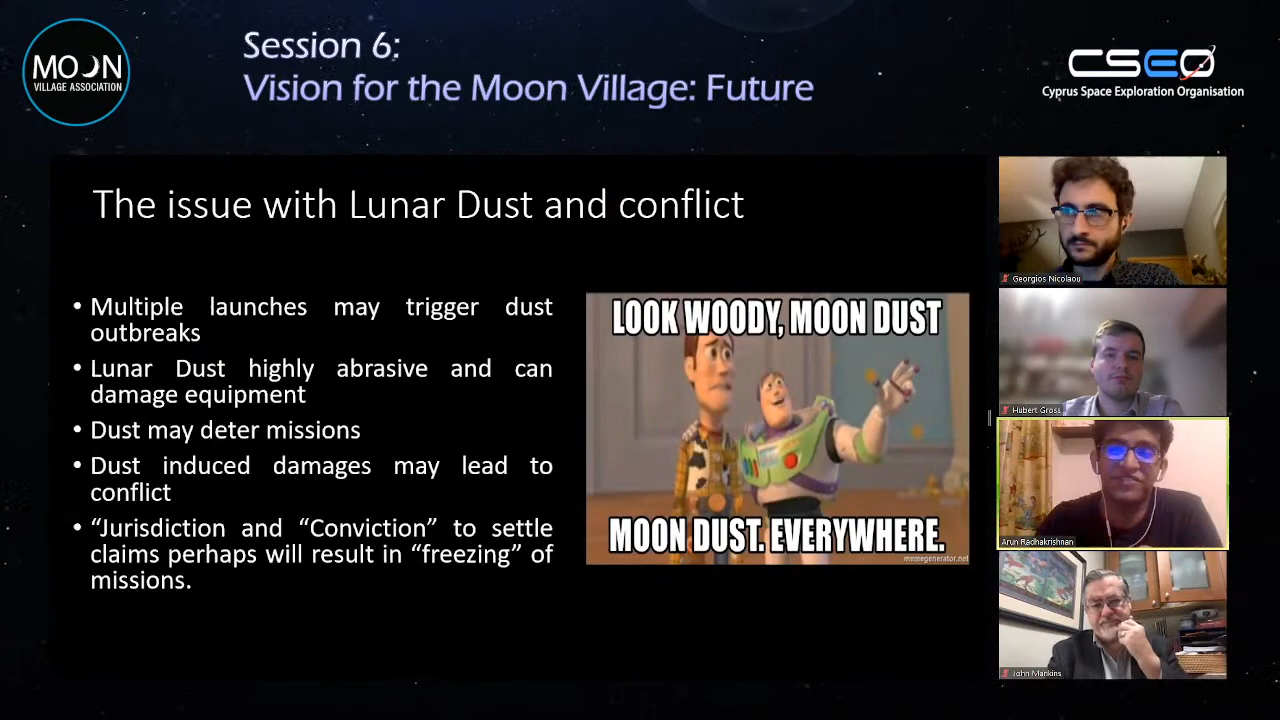 MOON
VILLAGE ASSOCIATION
Session 6:
Vision for the Moon Village: Future
CSEO
Cyprus Space Exploration Organisation
The issue with Lunar Dust and conflict
• Multiple launches may trigger dust
outbreaks
• Lunar Dust highly abrasive and can
damage equipment
• Dust may deter missions
• Dust induced damages may lead to
conflict
• “Jurisdiction and “Conviction” to settle
claims perhaps will result in “freezing” of
missions.
LOOK WOODY, MOON DUST
MOON DUST. EVERYWHERE.
memegenerator.net
Georgios Nicolaou
Hubert Gross
Arun Radhakrishnan
John Mankins